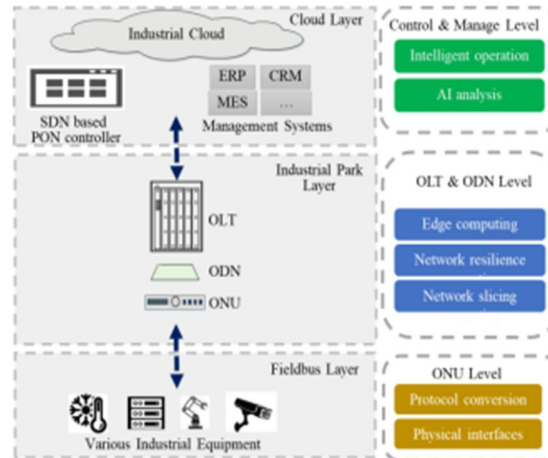 Cloud Layer
Industrial Cloud
ERP CRM
MES ...
SDN based
PON controller
Management Systems
Control & Manage Level
Intelligent operation
AI analysis
Industrial Park
Layer
OLT
ODN
ONU
OLT & ODN Level
Edge computing
Network resilience
Network slicing
Fieldbus Layer
Various Industrial Equipment
ONU Level
Protocol conversion
Physical interfaces